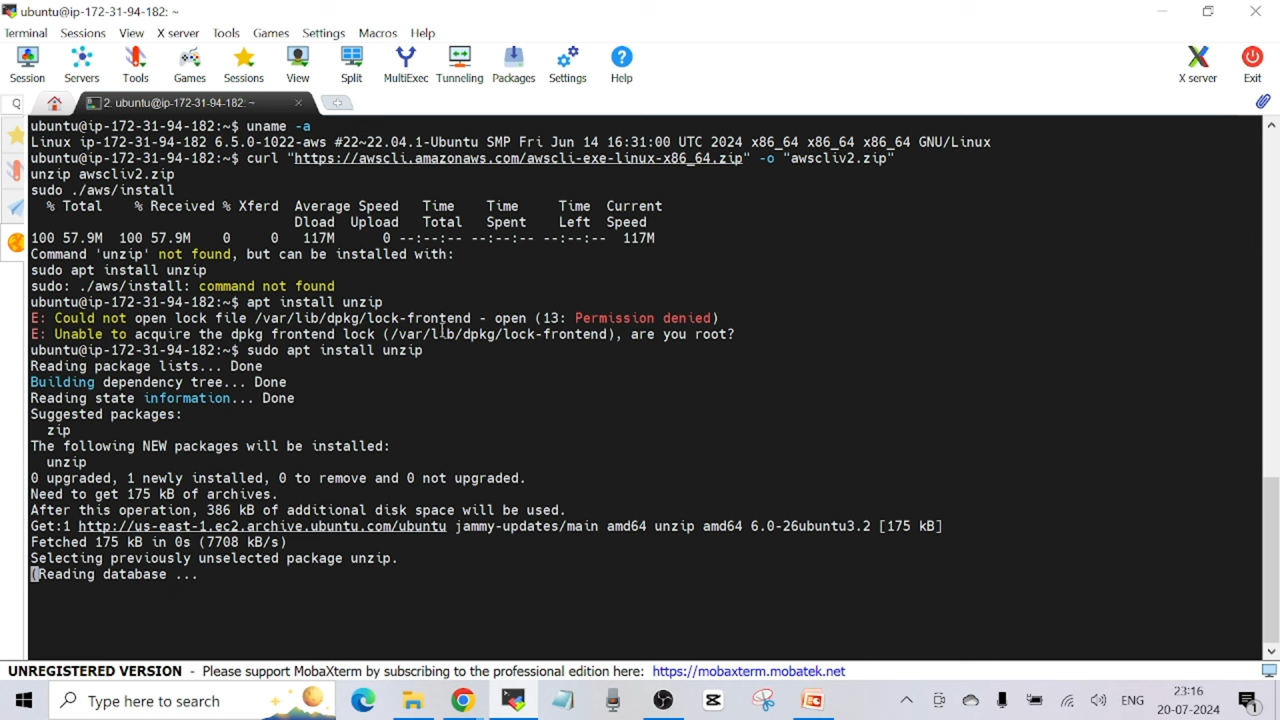 ubuntu@ip-172-31-94-182: ~
Terminal Sessions View X server Tools Games Settings Macros Help
Session Servers Tools Games Sessions View Split MultiExec Tunneling Packages Settings Help X server Exit
2. ubuntu@ip-172-31-94-182: ~
ubuntu@ip-172-31-94-182:~$ uname -a
Linux ip-172-31-94-182 6.5.0-1022-aws #22~22.04.1-Ubuntu SMP Fri Jun 14 16:31:00 UTC 2024 x86_64 x86_64 x86_64 GNU/Linux
ubuntu@ip-172-31-94-182:~$ curl "https://awscli.amazonaws.com/awscli-exe-linux-x86_64.zip" -o "awscliv2.zip"
unzip awscliv2.zip
sudo ./aws/install
% Total % Received % Xferd Average Speed Time Time Time Current
Dload Upload Total Spent Left Speed
100 57.9M 100 57.9M 0 0 117M 0 --:--:-- --:--:-- --:--:-- 117M
Command 'unzip' not found, but can be installed with:
sudo apt install unzip
sudo: ./aws/install: command not found
ubuntu@ip-172-31-94-182:~$ apt install unzip
E: Could not open lock file /var/lib/dpkg/lock-frontend - open (13: Permission denied)
E: Unable to acquire the dpkg frontend lock (/var/lib/dpkg/lock-frontend), are you root?
ubuntu@ip-172-31-94-182:~$ sudo apt install unzip
Reading package lists... Done
Building dependency tree... Done
Reading state information... Done
Suggested packages:
zip
The following NEW packages will be installed:
unzip
0 upgraded, 1 newly installed, 0 to remove and 0 not upgraded.
Need to get 175 kB of archives.
After this operation, 386 kB of additional disk space will be used.
Get:1 http://us-east-1.ec2.archive.ubuntu.com/ubuntu jammy-updates/main amd64 unzip amd64 6.0-26ubuntu3.2 [175 kB]
Fetched 175 kB in 0s (7708 kB/s)
Selecting previously unselected package unzip.
(Reading database ...
UNREGISTERED VERSION - Please support MobaXterm by subscribing to the professional edition here: https://mobaxterm.mobatek.net
Type here to search
ENG
23:16
20-07-2024